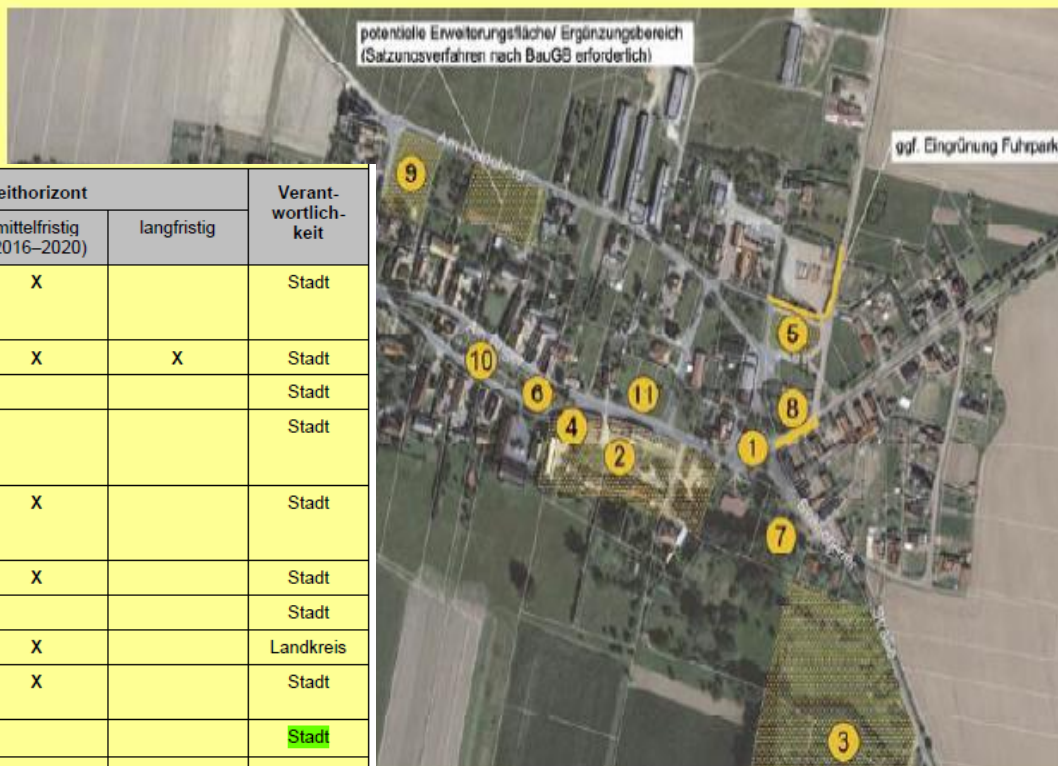 potentielle Erweiterungsfläche/ Ergänzungsbereich
(Satzungsverfahren nach BauGB erforderlich)
ggf. Eingrünung Fuhrpark
eithorizont
Verant-
wortlich-
keit
mittelfristig
2016–2020)
langfristig
X
Stadt
X
X
Stadt
Stadt
Stadt
X
Stadt
X
Stadt
Stadt
X
Landkreis
X
Stadt
Stadt
9
5
10
6
11
8
4
1
2
7
3